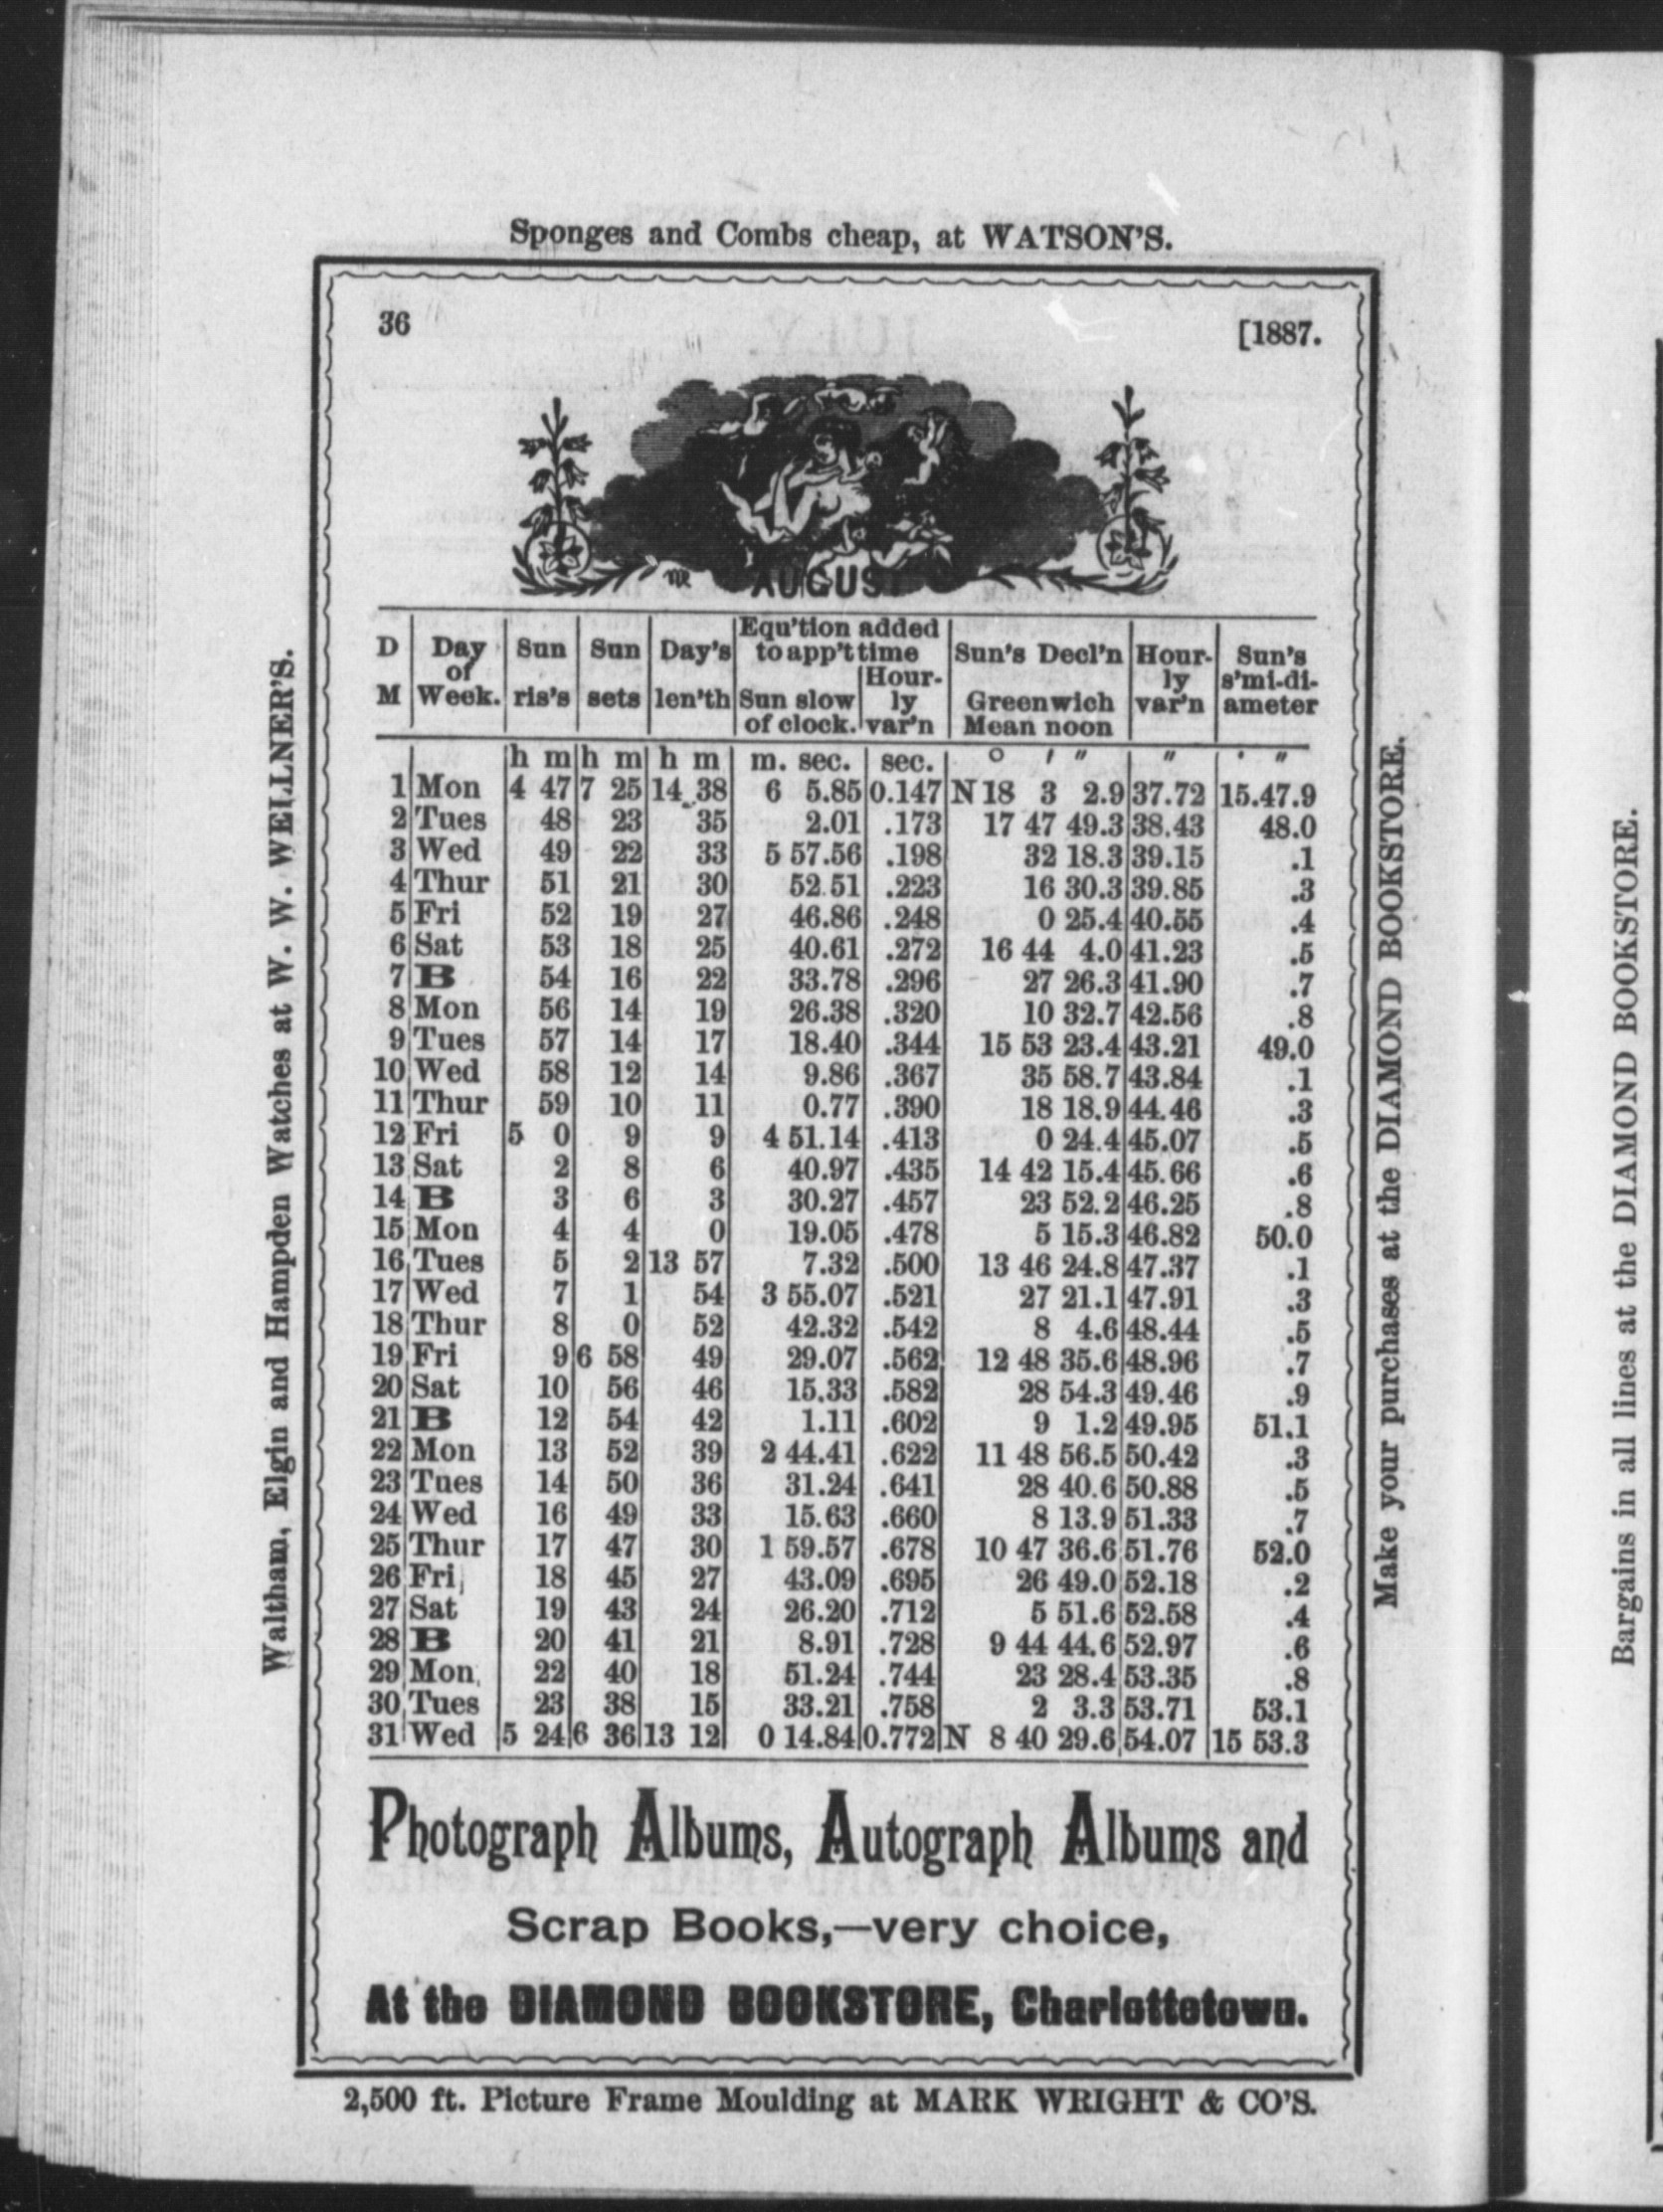 Sponges and Combs cheap, at WATSON'S.
36 [1887.
AUGUST
D M | Day of Week. | Sun ris's | Sun sets | Day's len'th | Equ'tion added to app't time Sun slow of clock. | Hour-ly var'n | Sun's Decl'n Greenwich Mean noon | Hour-ly var'n | Sun's s'mi-di-ameter
h m | h m | h m | m. sec. | sec. | ° ′ ″ | ″ | ′ ″
1 Mon 4 47 7 25 14 38 6 5.85 0.147 N 18 3 2.9 37.72 15.47.9
2 Tues 48 23 35 2.01 .173 17 47 49.3 38.43 48.0
3 Wed 49 22 33 5 57.56 .198 32 18.3 39.15 .1
4 Thur 51 21 30 52.51 .223 16 30.3 39.85 .3
5 Fri 52 19 27 46.86 .248 0 25.4 40.55 .4
6 Sat 53 18 25 40.61 .272 16 44 4.0 41.23 .5
7 B 54 16 22 33.78 .296 27 26.3 41.90 .7
8 Mon 56 14 19 26.38 .320 10 32.7 42.56 .8
9 Tues 57 14 17 18.40 .344 15 53 23.4 43.21 49.0
10 Wed 58 12 14 9.86 .367 35 58.7 43.84 .1
11 Thur 59 10 11 0.77 .390 18 18.9 44.46 .3
12 Fri 5 0 9 9 4 51.14 .413 0 24.4 45.07 .5
13 Sat 2 8 6 40.97 .435 14 42 15.4 45.66 .6
14 B 3 6 3 30.27 .457 23 52.2 46.25 .8
15 Mon 4 4 0 19.05 .478 5 15.3 46.82 50.0
16 Tues 5 2 13 57 7.32 .500 13 46 24.8 47.37 .1
17 Wed 7 1 54 3 55.07 .521 27 21.1 47.91 .3
18 Thur 8 0 52 42.32 .542 8 4.6 48.44 .5
19 Fri 9 6 58 49 29.07 .562 12 48 35.6 48.96 .7
20 Sat 10 56 46 15.33 .582 28 54.3 49.46 .9
21 B 12 54 42 1.11 .602 9 1.2 49.95 51.1
22 Mon 13 52 39 2 44.41 .622 11 48 56.5 50.42 .3
23 Tues 14 50 36 31.24 .641 28 40.6 50.88 .5
24 Wed 16 49 33 15.63 .660 8 13.9 51.33 .7
25 Thur 17 47 30 1 59.57 .678 10 47 36.6 51.76 52.0
26 Fri 18 45 27 43.09 .695 26 49.0 52.18 .2
27 Sat 19 43 24 26.20 .712 5 51.6 52.58 .4
28 B 20 41 21 8.91 .728 9 44 44.6 52.97 .6
29 Mon 22 40 18 51.24 .744 23 28.4 53.35 .8
30 Tues 23 38 15 33.21 .758 2 3.3 53.71 53.1
31 Wed 5 24 6 36 13 12 0 14.84 0.772 N 8 40 29.6 54.07 15 53.3
Photograph Albums, Autograph Albums and
Scrap Books,—very choice,
At the DIAMOND BOOKSTORE, Charlottetown.
2,500 ft. Picture Frame Moulding at MARK WRIGHT & CO'S.
Waltham, Elgin and Hampden Watches at W. W. WELLNER'S.
Make your purchases at the DIAMOND BOOKSTORE.
Bargains in all lines at the DIAMOND BOOKSTORE.